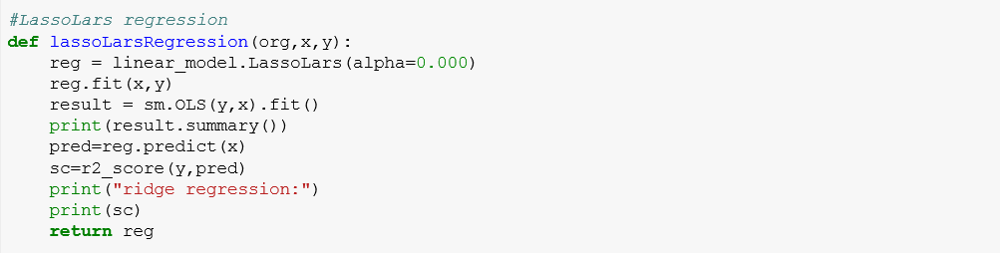 #LassoLars regression
def lassoLarsRegression(org,x,y):
    reg = linear_model.LassoLars(alpha=0.000)
    reg.fit(x,y)
    result = sm.OLS(y,x).fit()
    print(result.summary())
    pred=reg.predict(x)
    sc=r2_score(y,pred)
    print("ridge regression:")
    print(sc)
    return reg